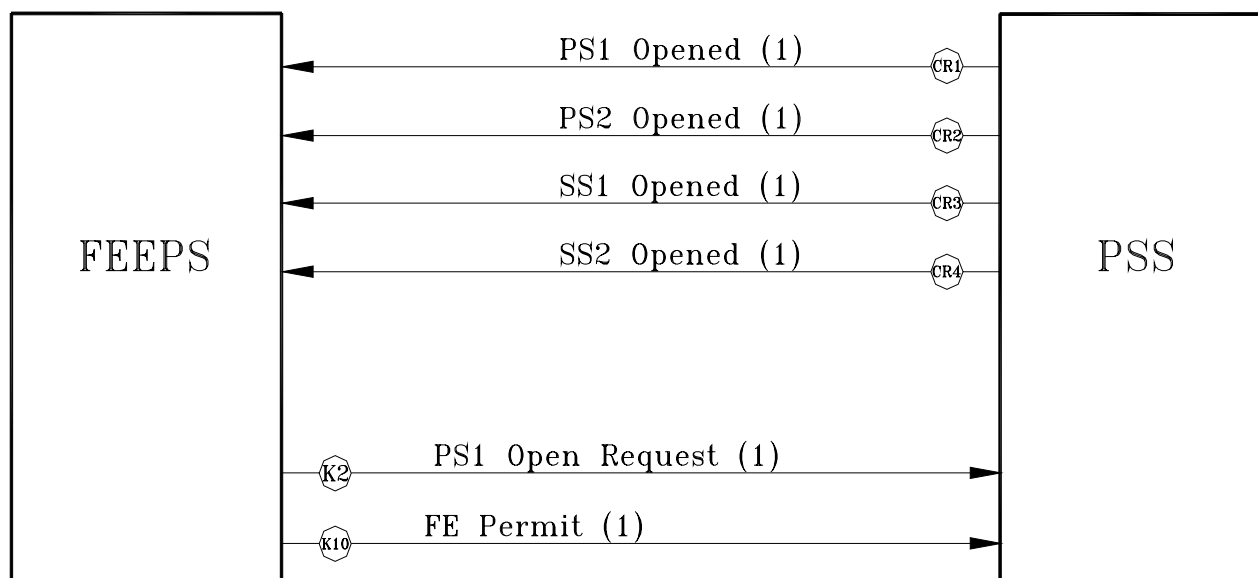 PS1 Opened (1)
CR1
PS2 Opened (1)
CR2
SS1 Opened (1)
CR3
FEEPS
SS2 Opened (1)
CR4
PSS
PS1 Open Request (1)
K2
FE Permit (1)
K10